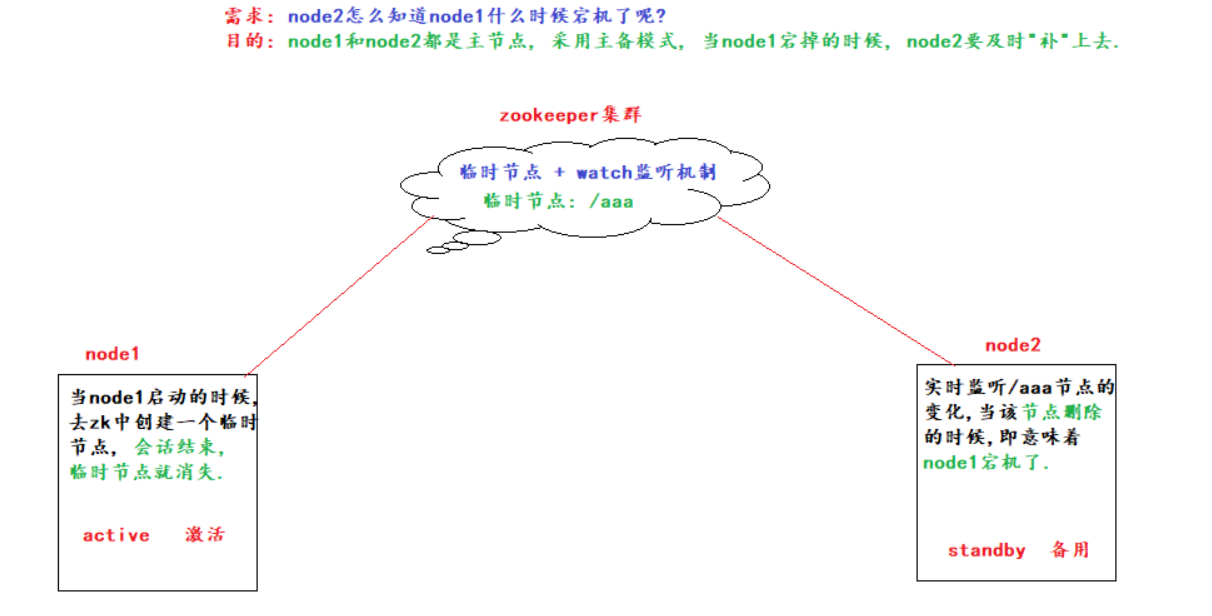 需求: node2怎么知道node1什么时候宕机了呢?
目的: node1和node2都是主节点, 采用主备模式, 当node1宕掉的时候, node2要及时"补"上去.
zookeeper集群
临时节点 + watch监听机制
临时节点: /aaa
node1
当node1启动的时候,
去zk中创建一个临时
节点, 会话结束,
临时节点就消失.
active 激活
node2
实时监听/aaa节点的
变化,当该节点删除
的时候,即意味着
node1宕机了.
standby 备用